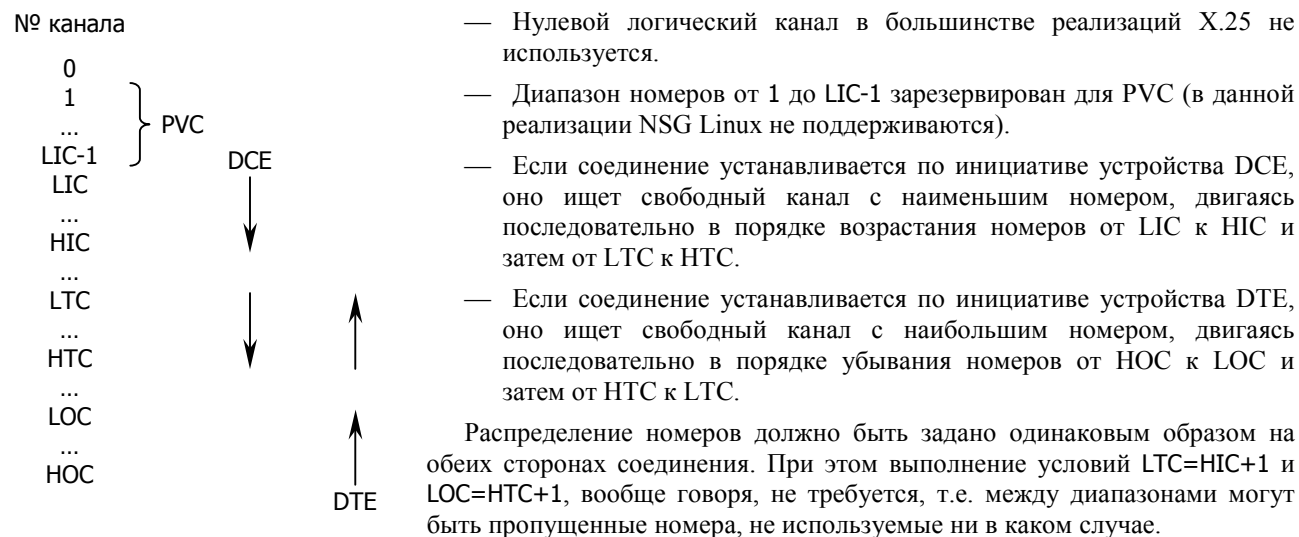 № канала
0
1
...
LIC-1
LIC
...
HIC
...
LTC
...
HTC
...
LOC
...
HOC
PVC
DCE
DTE
— Нулевой логический канал в большинстве реализаций X.25 не
используется.
— Диапазон номеров от 1 до LIC-1 зарезервирован для PVC (в данной
реализации NSG Linux не поддерживаются).
— Если соединение устанавливается по инициативе устройства DCE,
оно ищет свободный канал с наименьшим номером, двигаясь
последовательно в порядке возрастания номеров от LIC к HIC и
затем от LTC к HTC.
— Если соединение устанавливается по инициативе устройства DTE,
оно ищет свободный канал с наибольшим номером, двигаясь
последовательно в порядке убывания номеров от HOC к LOC и
затем от HTC к LTC.
Распределение номеров должно быть задано одинаковым образом на
обеих сторонах соединения. При этом выполнение условий LTC=HIC+1 и
LOC=HTC+1, вообще говоря, не требуется, т.е. между диапазонами могут
быть пропущенные номера, не используемые ни в каком случае.